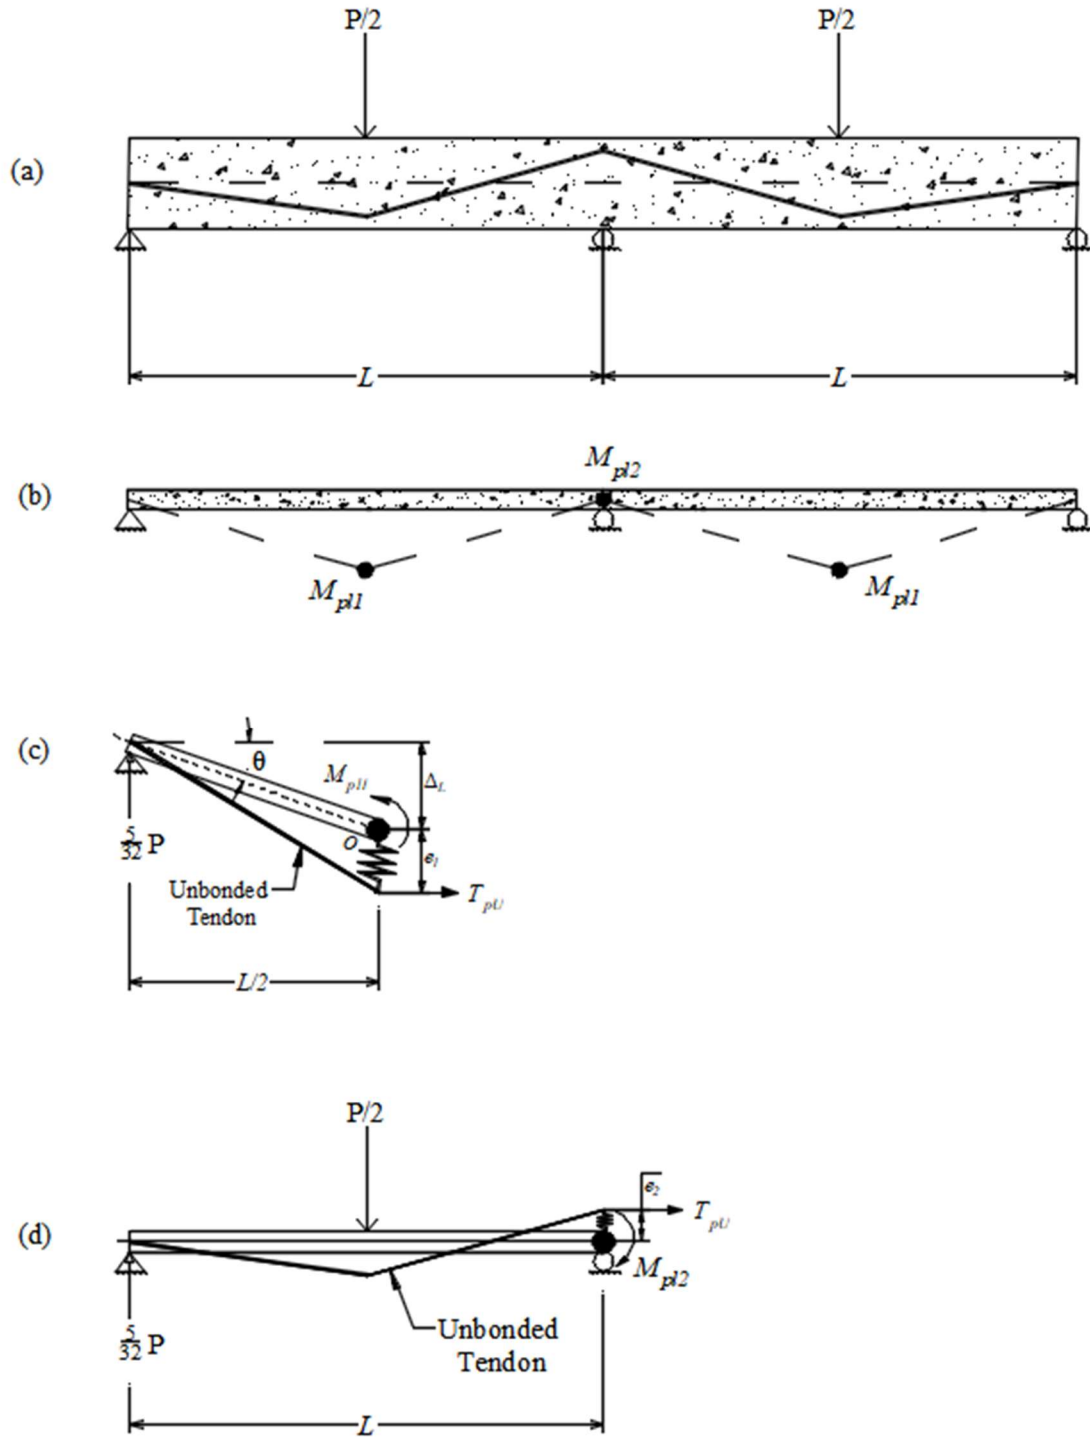 P/2 P/2
(a)
L L
(b)
M_pl2
M_pl1 M_pl1
(c)
θ
M_pl1
Δ_L
5/32 P
O
e_1
Unbonded
Tendon
T_pU
L/2
P/2
(d)
e_2
T_pU
M_pl2
5/32 P
Unbonded
Tendon
L